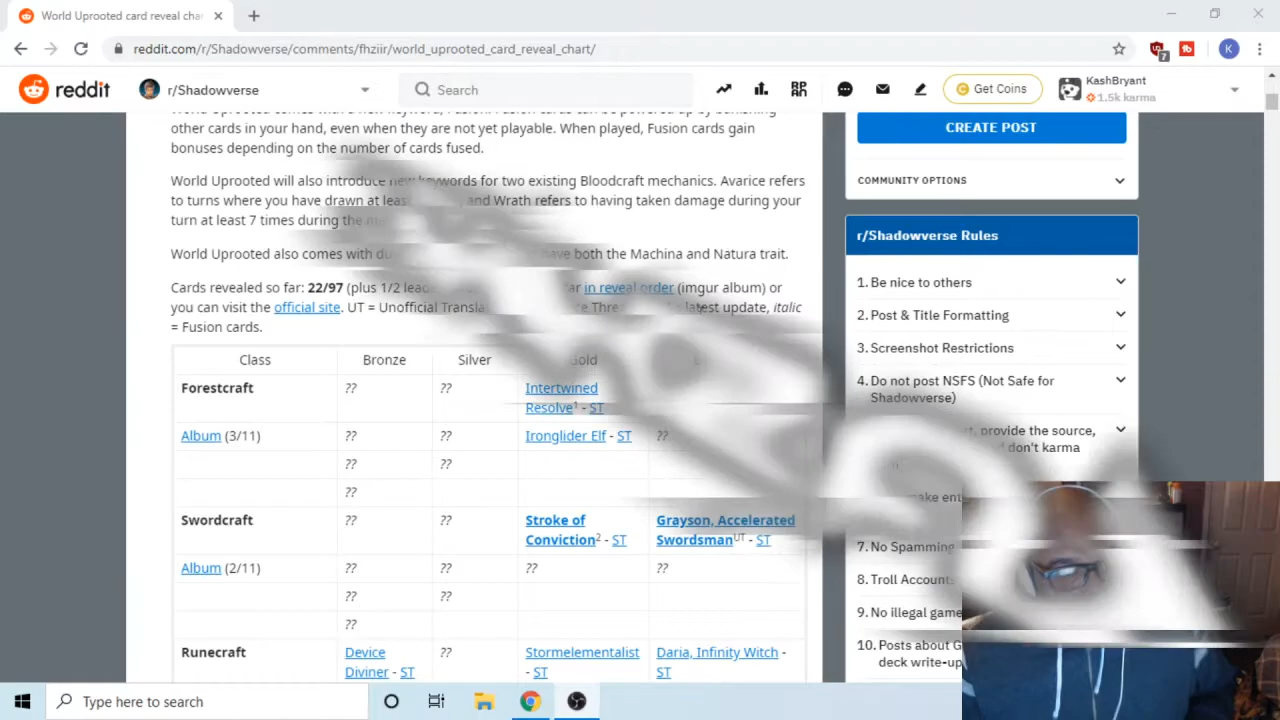 World Uprooted card reveal char
reddit.com/r/Shadowverse/comments/fhziir/world_uprooted_card_reveal_chart/
reddit
r/Shadowverse
Search
Get Coins
KashBryant
1.5k karma
7
K
other cards in your hand, even when they are not yet playable. When played, Fusion cards gain
bonuses depending on the number of cards fused.
World Uprooted will also introduce new keywords for two existing Bloodcraft mechanics. Avarice refers
to turns where you have drawn at least and Wrath refers to having taken damage during your
turn at least 7 times during the
World Uprooted also comes with have both the Machina and Natura trait.
Cards revealed so far: 22/97 (plus 1/2 in reveal order (imgur album) or
you can visit the official site. UT = Unofficial latest update, italic
= Fusion cards.
Class Bronze Silver Gold
Forestcraft ?? ?? Intertwined
Resolve1 - ST
Album (3/11) ?? ?? Ironglider Elf - ST ??
?? ??
??
Swordcraft ?? ?? Stroke of Grayson, Accelerated
Conviction2 - ST Swordsman UT - ST
Album (2/11) ?? ?? ?? ??
?? ??
??
Runecraft Device ?? Stormelementalist Daria, Infinity Witch -
Diviner - ST - ST ST
CREATE POST
COMMUNITY OPTIONS
r/Shadowverse Rules
1. Be nice to others
2. Post & Title Formatting
3. Screenshot Restrictions
4. Do not post NSFS (Not Safe for
Shadowverse)
provide the source,
don't karma
7. No Spamming
8. Troll
9. No illegal
10. Posts about
deck
Type here to search